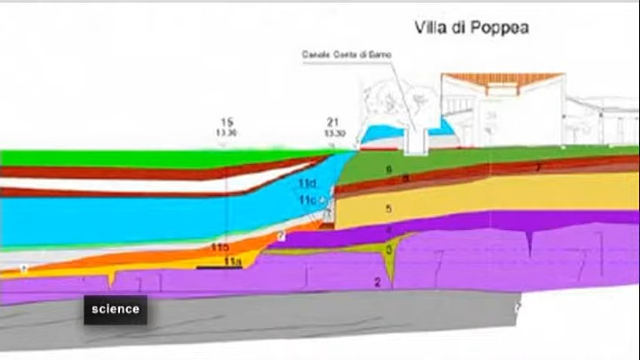 Villa di Poppea
Canale Conte di Sarno
15
13.30
21
13.30
6
7
8
11d
11c
5
4
?
11b
3
?
11a
2
science